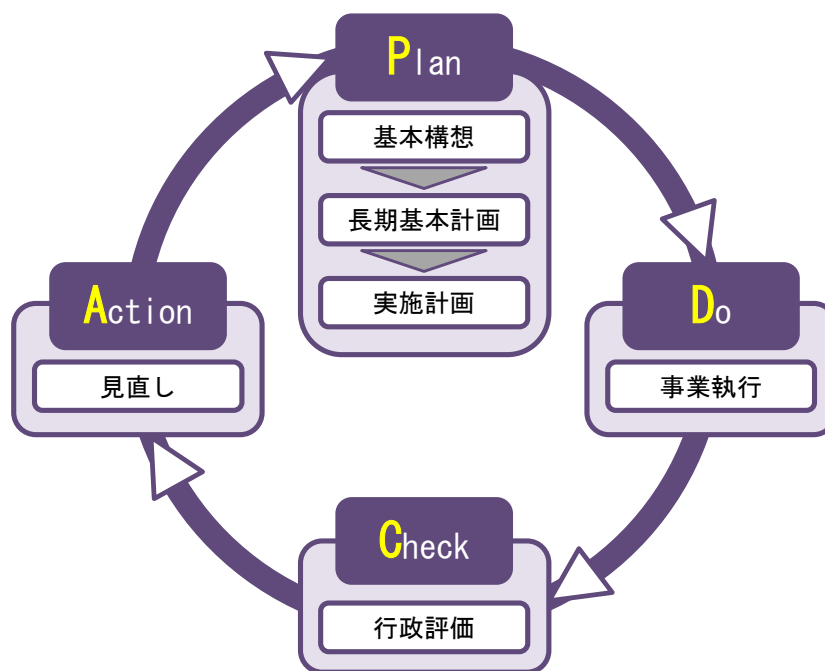 Plan
基本構想
長期基本計画
実施計画
Do
事業執行
Check
行政評価
Action
見直し